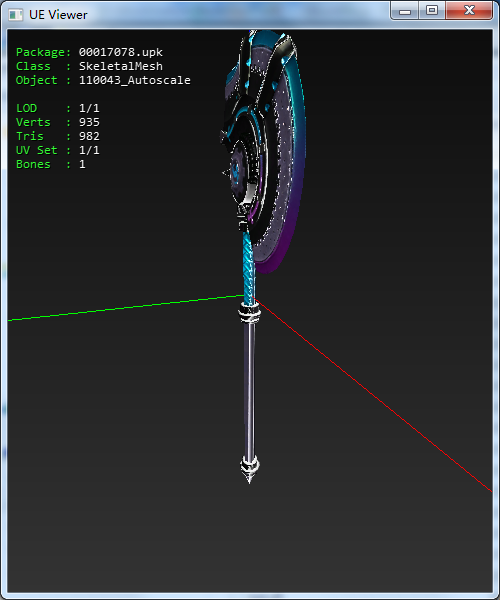 UE Viewer
Package: 00017078.upk
Class : SkeletalMesh
Object : 110043_Autoscale
LOD : 1/1
Verts : 935
Tris : 982
UV Set : 1/1
Bones : 1